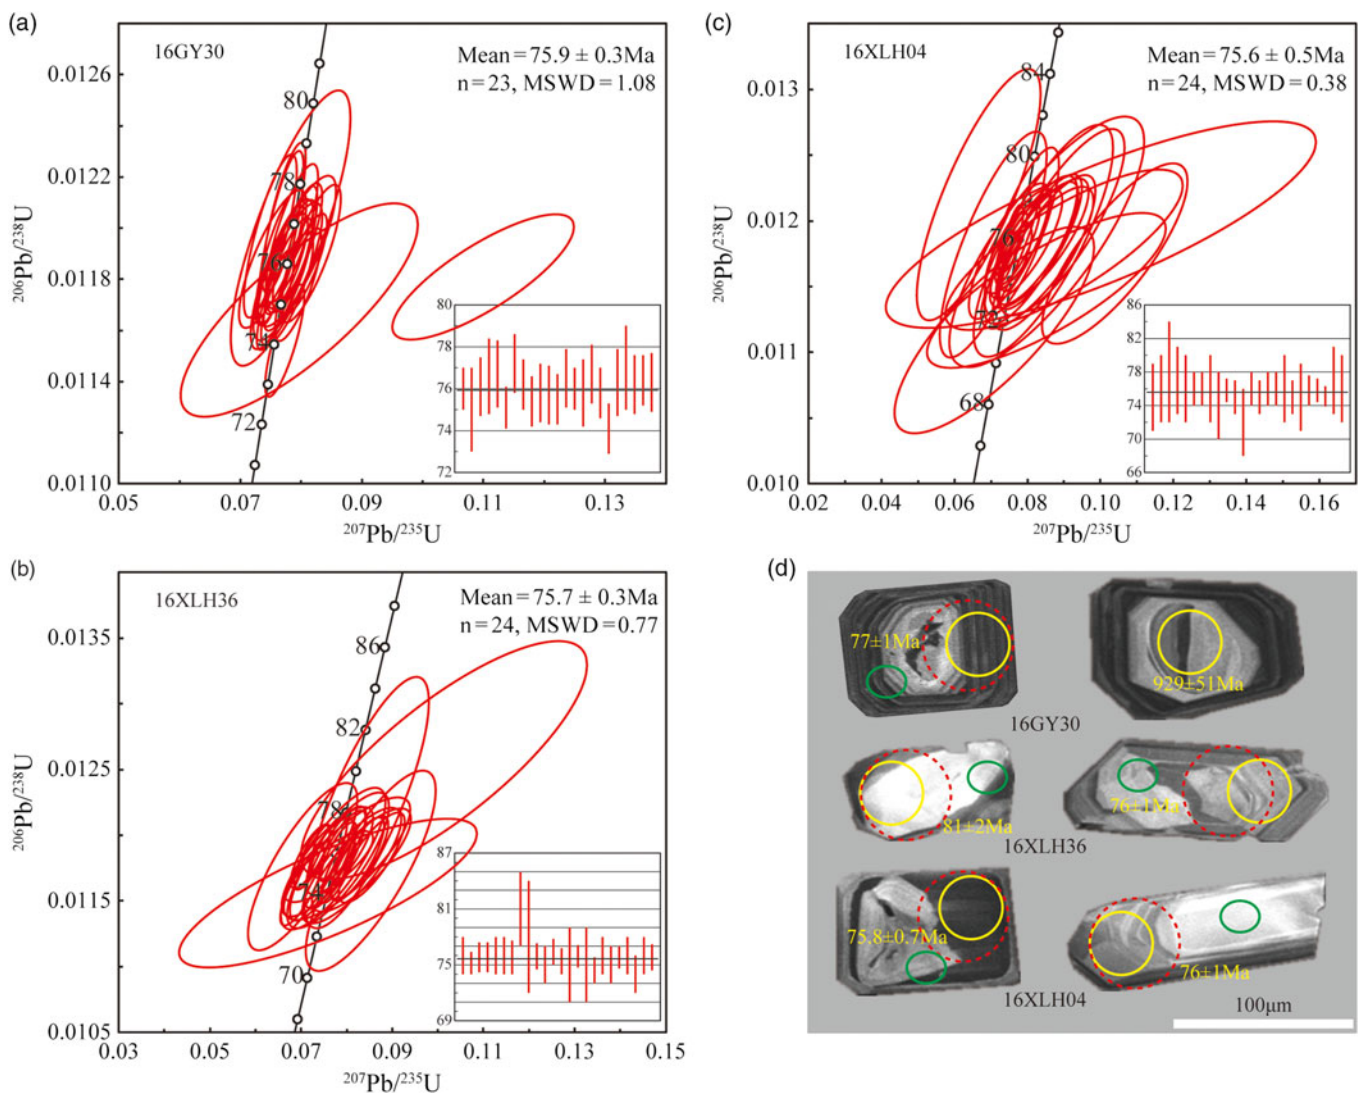 (a)
16GY30
Mean=75.9 ± 0.3Ma
n=23, MSWD=1.08
0.0126
0.0122
0.0118
0.0114
0.0110
206Pb/238U
80
78
76
74
72
80
78
76
74
72
0.05
0.07
0.09
0.11
0.13
207Pb/235U
(b)
16XLH36
Mean=75.7 ± 0.3Ma
n=24, MSWD=0.77
0.0135
0.0125
0.0115
0.0105
206Pb/238U
86
82
78
74
70
87
81
75
69
0.03
0.05
0.07
0.09
0.11
0.13
0.15
207Pb/235U
(c)
16XLH04
Mean=75.6 ± 0.5Ma
n=24, MSWD=0.38
0.013
0.012
0.011
0.010
206Pb/238U
84
80
76
72
68
86
82
78
74
70
66
0.02
0.04
0.06
0.08
0.10
0.12
0.14
0.16
207Pb/235U
(d)
77±1Ma
929±51Ma
16GY30
81±2Ma
76±1Ma
16XLH36
75,8±0.7Ma
76±1Ma
16XLH04
100μm